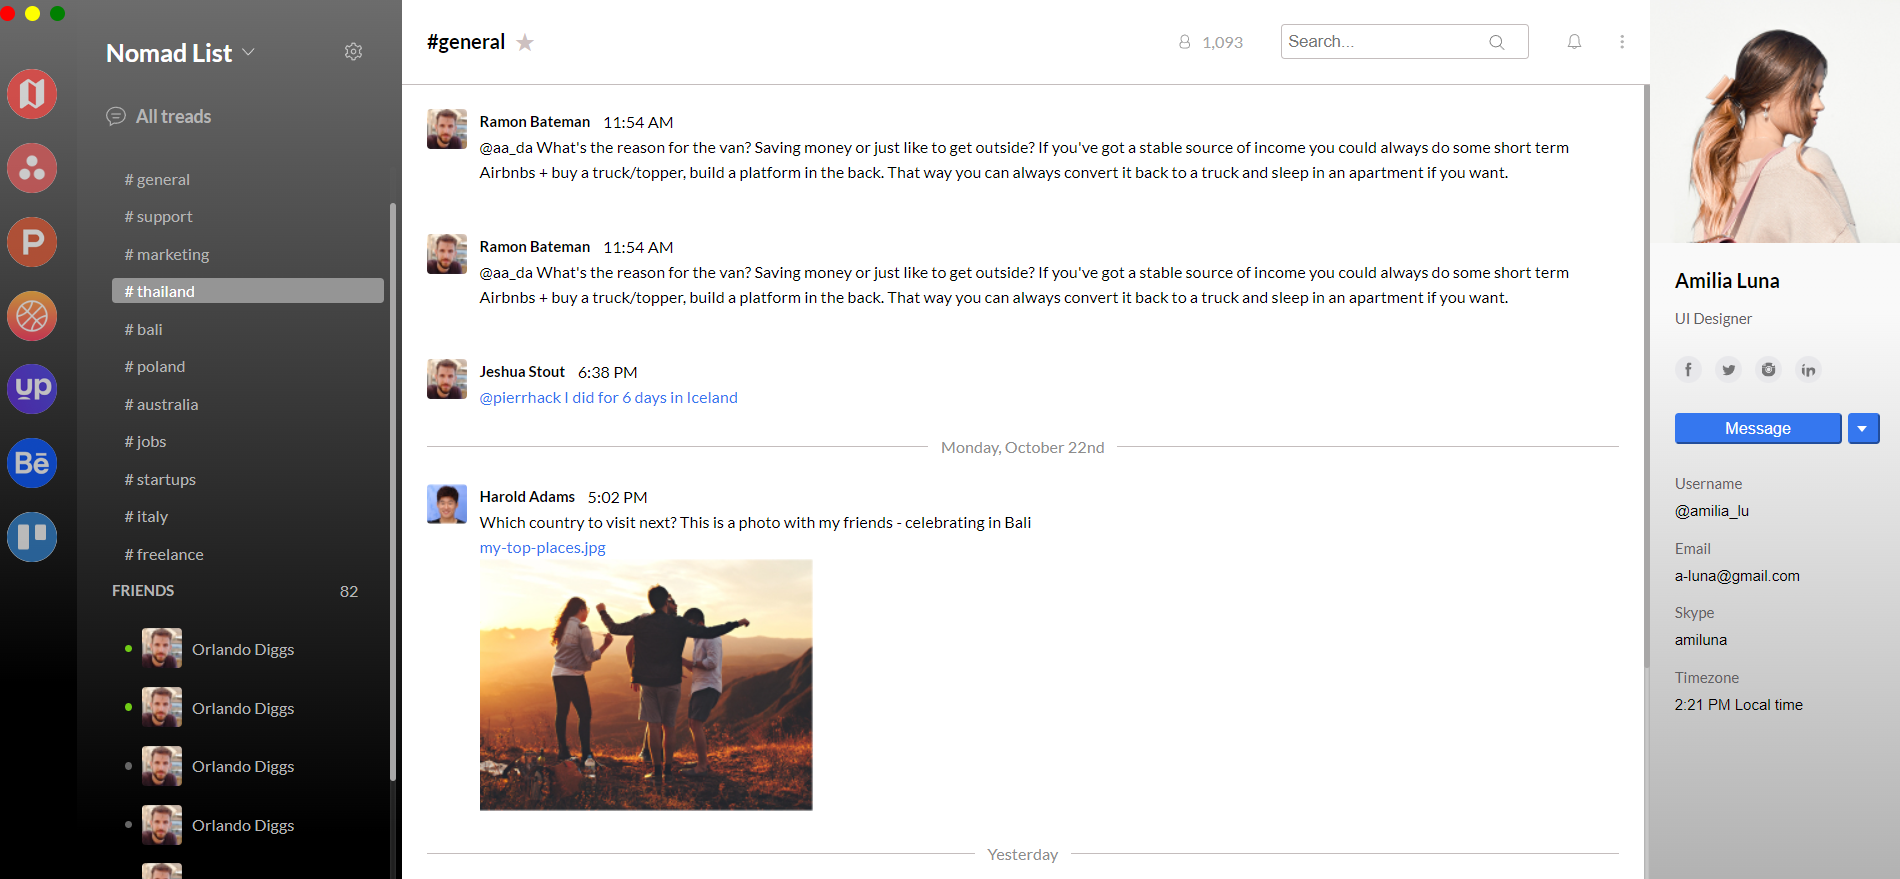 Nomad List
All treads
# general
# support
# marketing
# thailand
# bali
# poland
# australia
# jobs
# startups
# italy
# freelance
FRIENDS 82
Orlando Diggs
Orlando Diggs
Orlando Diggs
Orlando Diggs
P
up
Bē
#general
1,093
Search...
Ramon Bateman 11:54 AM
@aa_da What's the reason for the van? Saving money or just like to get outside? If you've got a stable source of income you could always do some short term
Airbnbs + buy a truck/topper, build a platform in the back. That way you can always convert it back to a truck and sleep in an apartment if you want.
Ramon Bateman 11:54 AM
@aa_da What's the reason for the van? Saving money or just like to get outside? If you've got a stable source of income you could always do some short term
Airbnbs + buy a truck/topper, build a platform in the back. That way you can always convert it back to a truck and sleep in an apartment if you want.
Jeshua Stout 6:38 PM
@pierrhack I did for 6 days in Iceland
Monday, October 22nd
Harold Adams 5:02 PM
Which country to visit next? This is a photo with my friends - celebrating in Bali
my-top-places.jpg
Yesterday
Amilia Luna
UI Designer
Message
Username
@amilia_lu
Email
a-luna@gmail.com
Skype
amiluna
Timezone
2:21 PM Local time